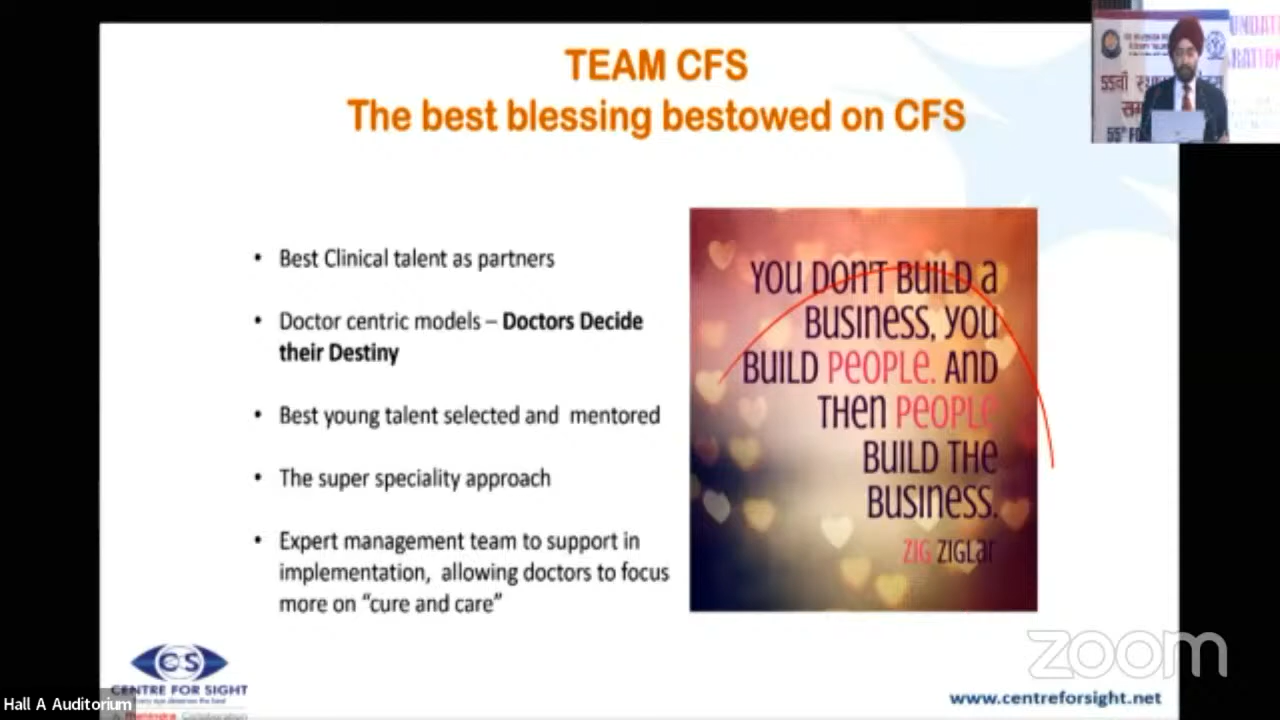 TEAM CFS
The best blessing bestowed on CFS
• Best Clinical talent as partners
• Doctor centric models – Doctors Decide
their Destiny
• Best young talent selected and mentored
• The super speciality approach
• Expert management team to support in
implementation, allowing doctors to focus
more on “cure and care”
YOU DON'T BUILD a
BUSINESS, YOU
BUILD PEOPLE. AND
THEN PEOPLE
BUILD THE
BUSINESS.
ZIG ZIGLAR
CENTRE FOR SIGHT
www.centreforsight.net
zoom
Hall A Auditorium
55वाँ